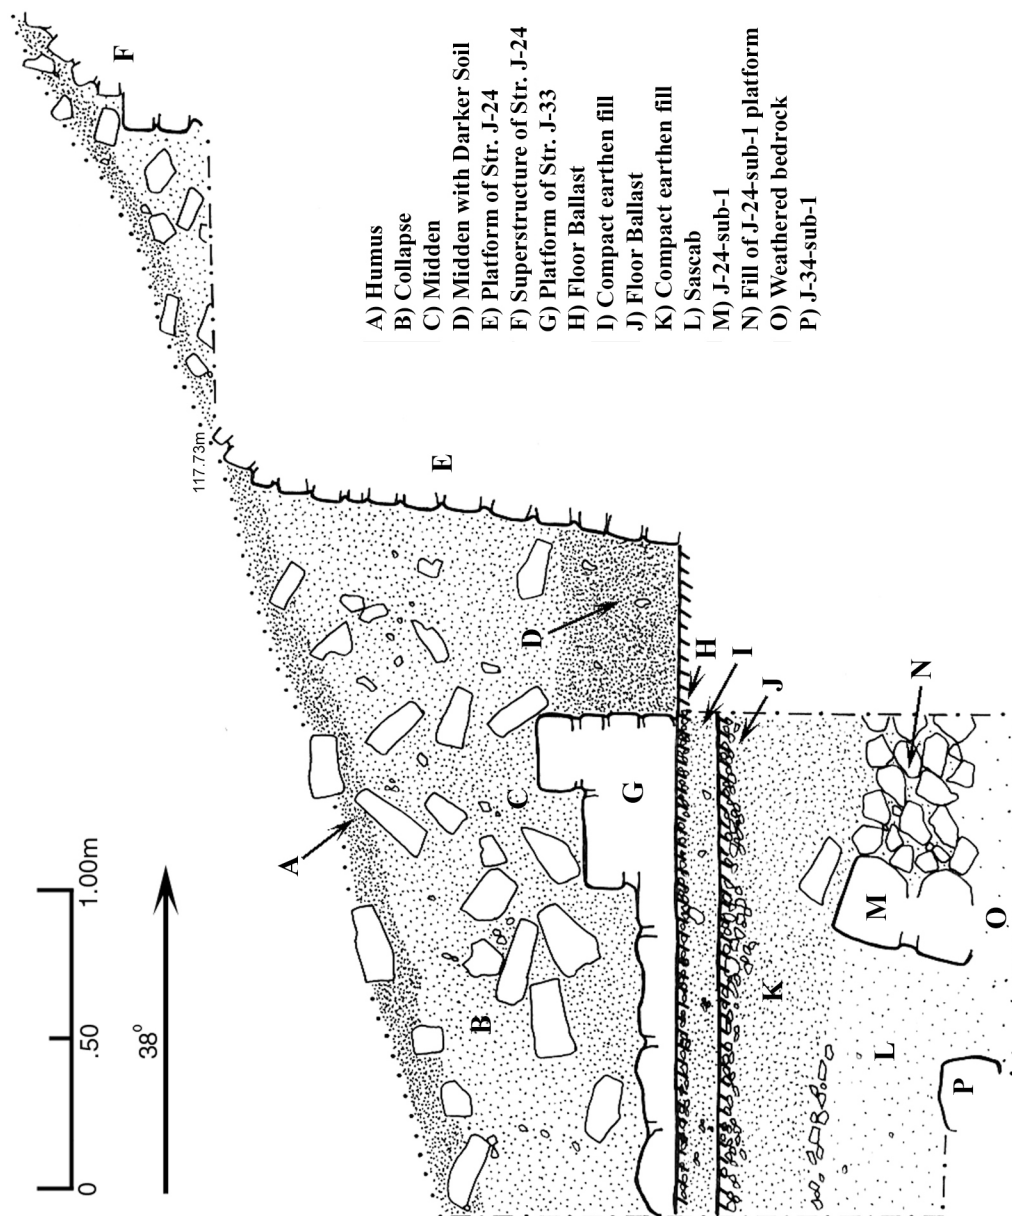 F
A) Humus
B) Collapse
C) Midden
D) Midden with Darker Soil
E) Platform of Str. J-24
F) Superstructure of Str. J-24
G) Platform of Str. J-33
H) Floor Ballast
I) Compact earthen fill
J) Floor Ballast
K) Compact earthen fill
L) Sascab
M) J-24-sub-1
N) Fill of J-24-sub-1 platform
O) Weathered bedrock
P) J-34-sub-1
117.73m
E
D
H
I
J
N
A
C
G
0 .50 1.00m
38°
B
M
O
K
L
P